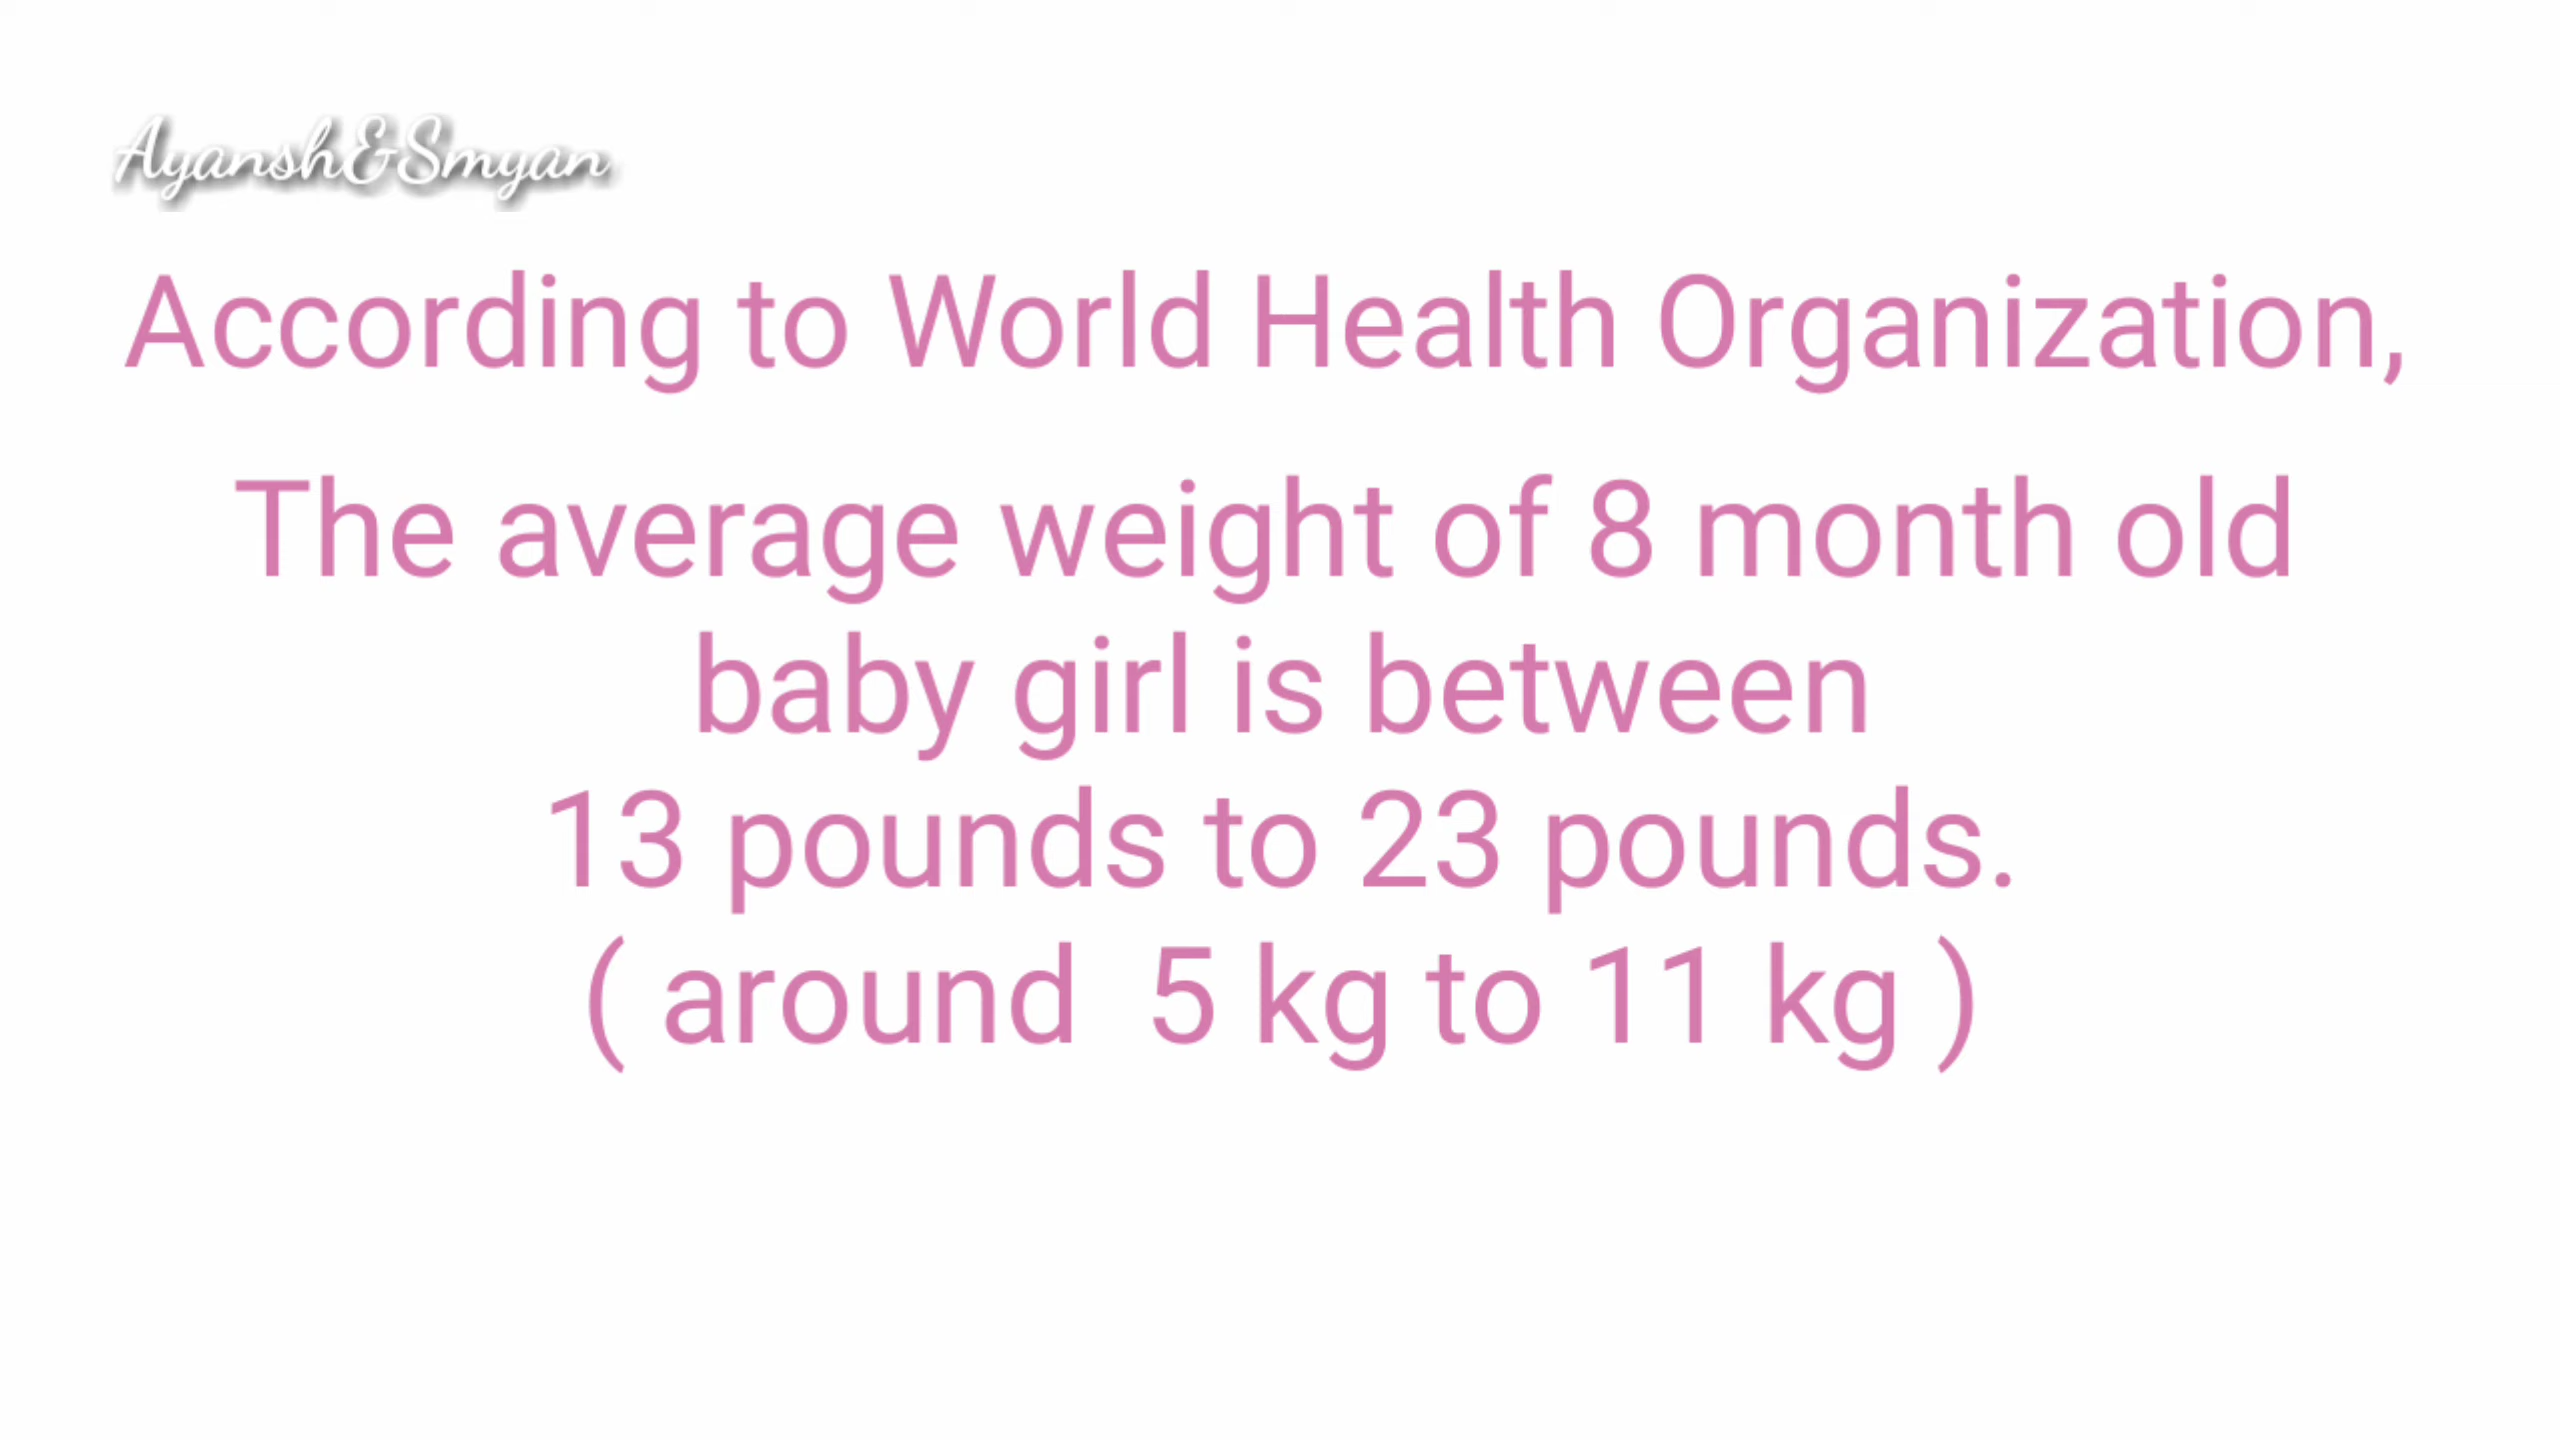 Ayansh&Smyan
According to World Health Organization,
The average weight of 8 month old
baby girl is between
13 pounds to 23 pounds.
( around  5 kg to 11 kg )